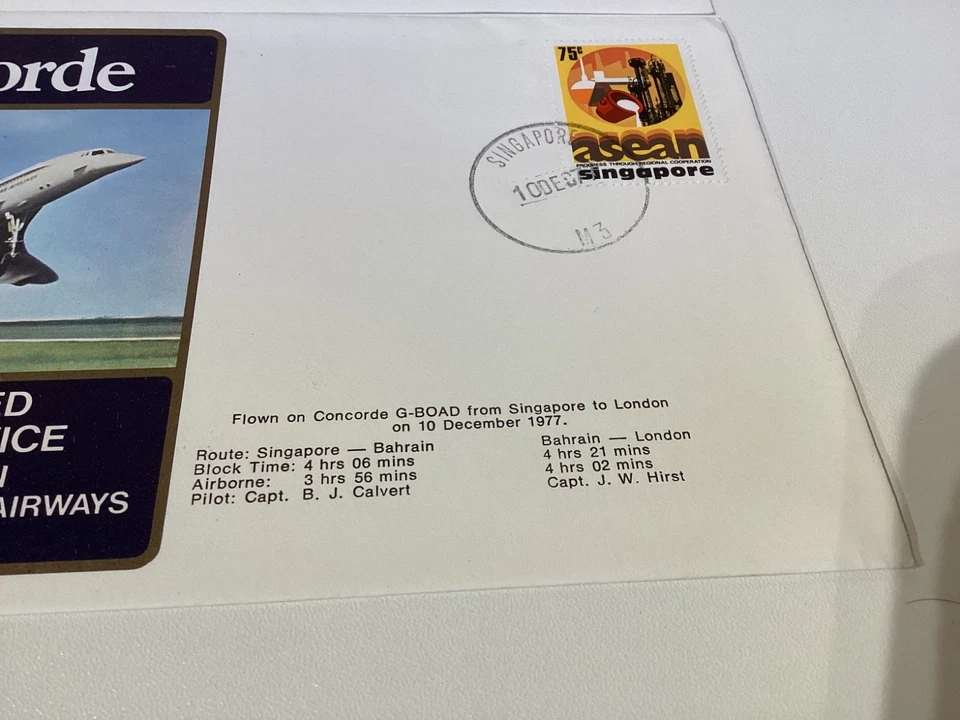 orde
75c
asean
PROGRESS THROUGH REGIONAL COOPERATION
singapore
SINGAPORE
10DE
M3
ED
VICE
AIRWAYS
Flown on Concorde G-BOAD from Singapore to London
on 10 December 1977.
Route: Singapore — Bahrain Bahrain — London
Block Time: 4 hrs 06 mins 4 hrs 21 mins
Airborne: 3 hrs 56 mins 4 hrs 02 mins
Pilot: Capt. B. J. Calvert Capt. J. W. Hirst